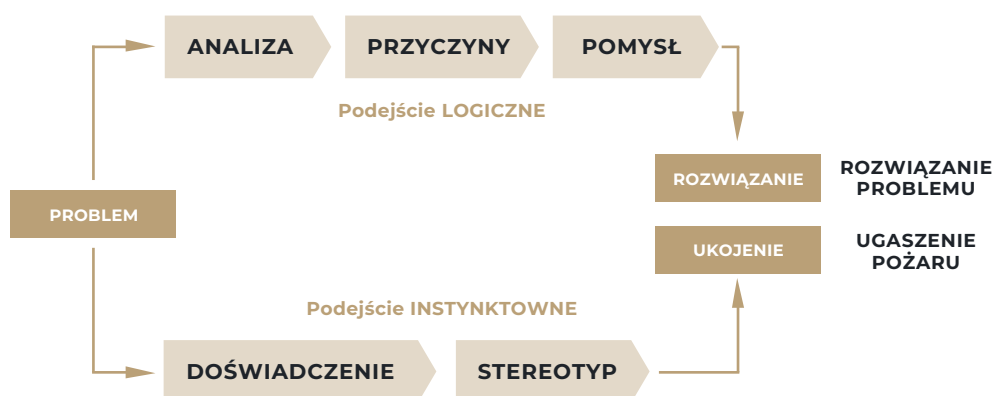 ANALIZA
PRZYCZYNY
POMYSŁ
Podejście LOGICZNE
PROBLEM
ROZWIĄZANIE
ROZWIĄZANIE
PROBLEMU
UKOJENIE
UGASZENIE
POŻARU
Podejście INSTYNKTOWNE
DOŚWIADCZENIE
STEREOTYP